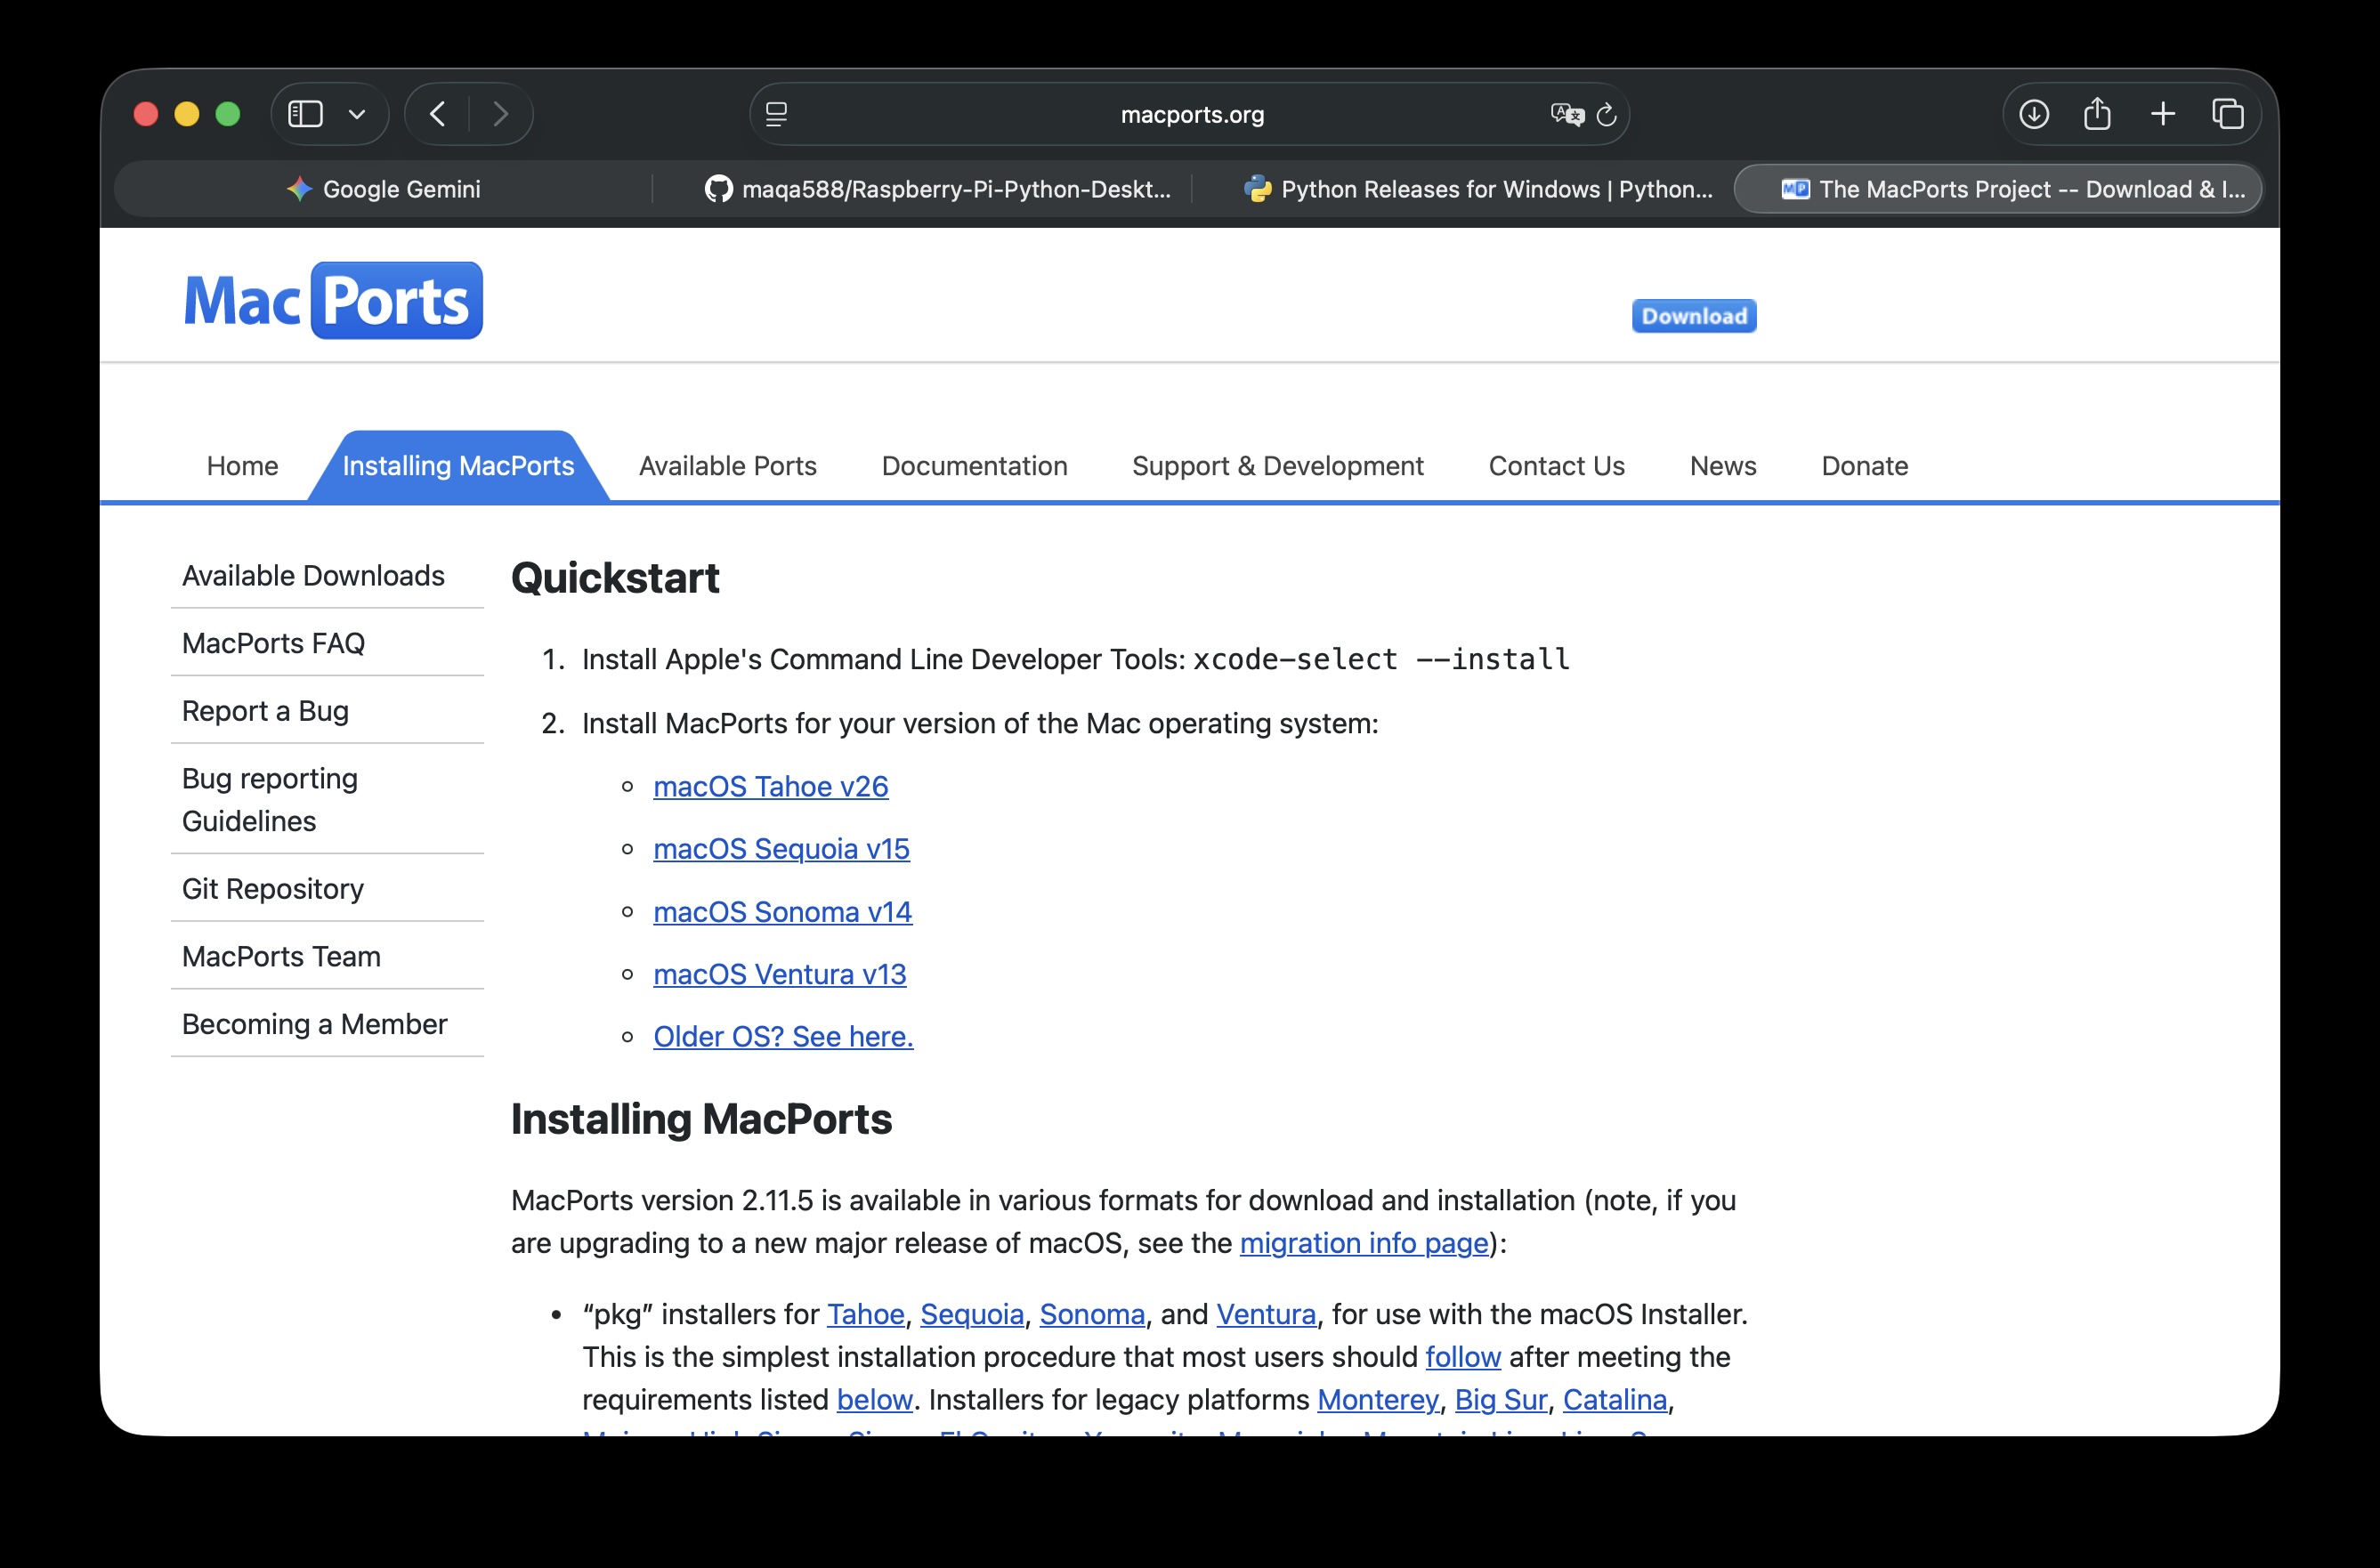 macports.org
Google Gemini
maqa588/Raspberry-Pi-Python-Deskt...
Python Releases for Windows | Python...
The MacPorts Project -- Download & I...
MacPorts
Download
Home
Installing MacPorts
Available Ports
Documentation
Support & Development
Contact Us
News
Donate
Available Downloads
MacPorts FAQ
Report a Bug
Bug reporting
Guidelines
Git Repository
MacPorts Team
Becoming a Member
Quickstart
1. Install Apple's Command Line Developer Tools: xcode-select --install
2. Install MacPorts for your version of the Mac operating system:
macOS Tahoe v26
macOS Sequoia v15
macOS Sonoma v14
macOS Ventura v13
Older OS? See here.
Installing MacPorts
MacPorts version 2.11.5 is available in various formats for download and installation (note, if you
are upgrading to a new major release of macOS, see the migration info page):
• “pkg” installers for Tahoe, Sequoia, Sonoma, and Ventura, for use with the macOS Installer.
This is the simplest installation procedure that most users should follow after meeting the
requirements listed below. Installers for legacy platforms Monterey, Big Sur, Catalina,